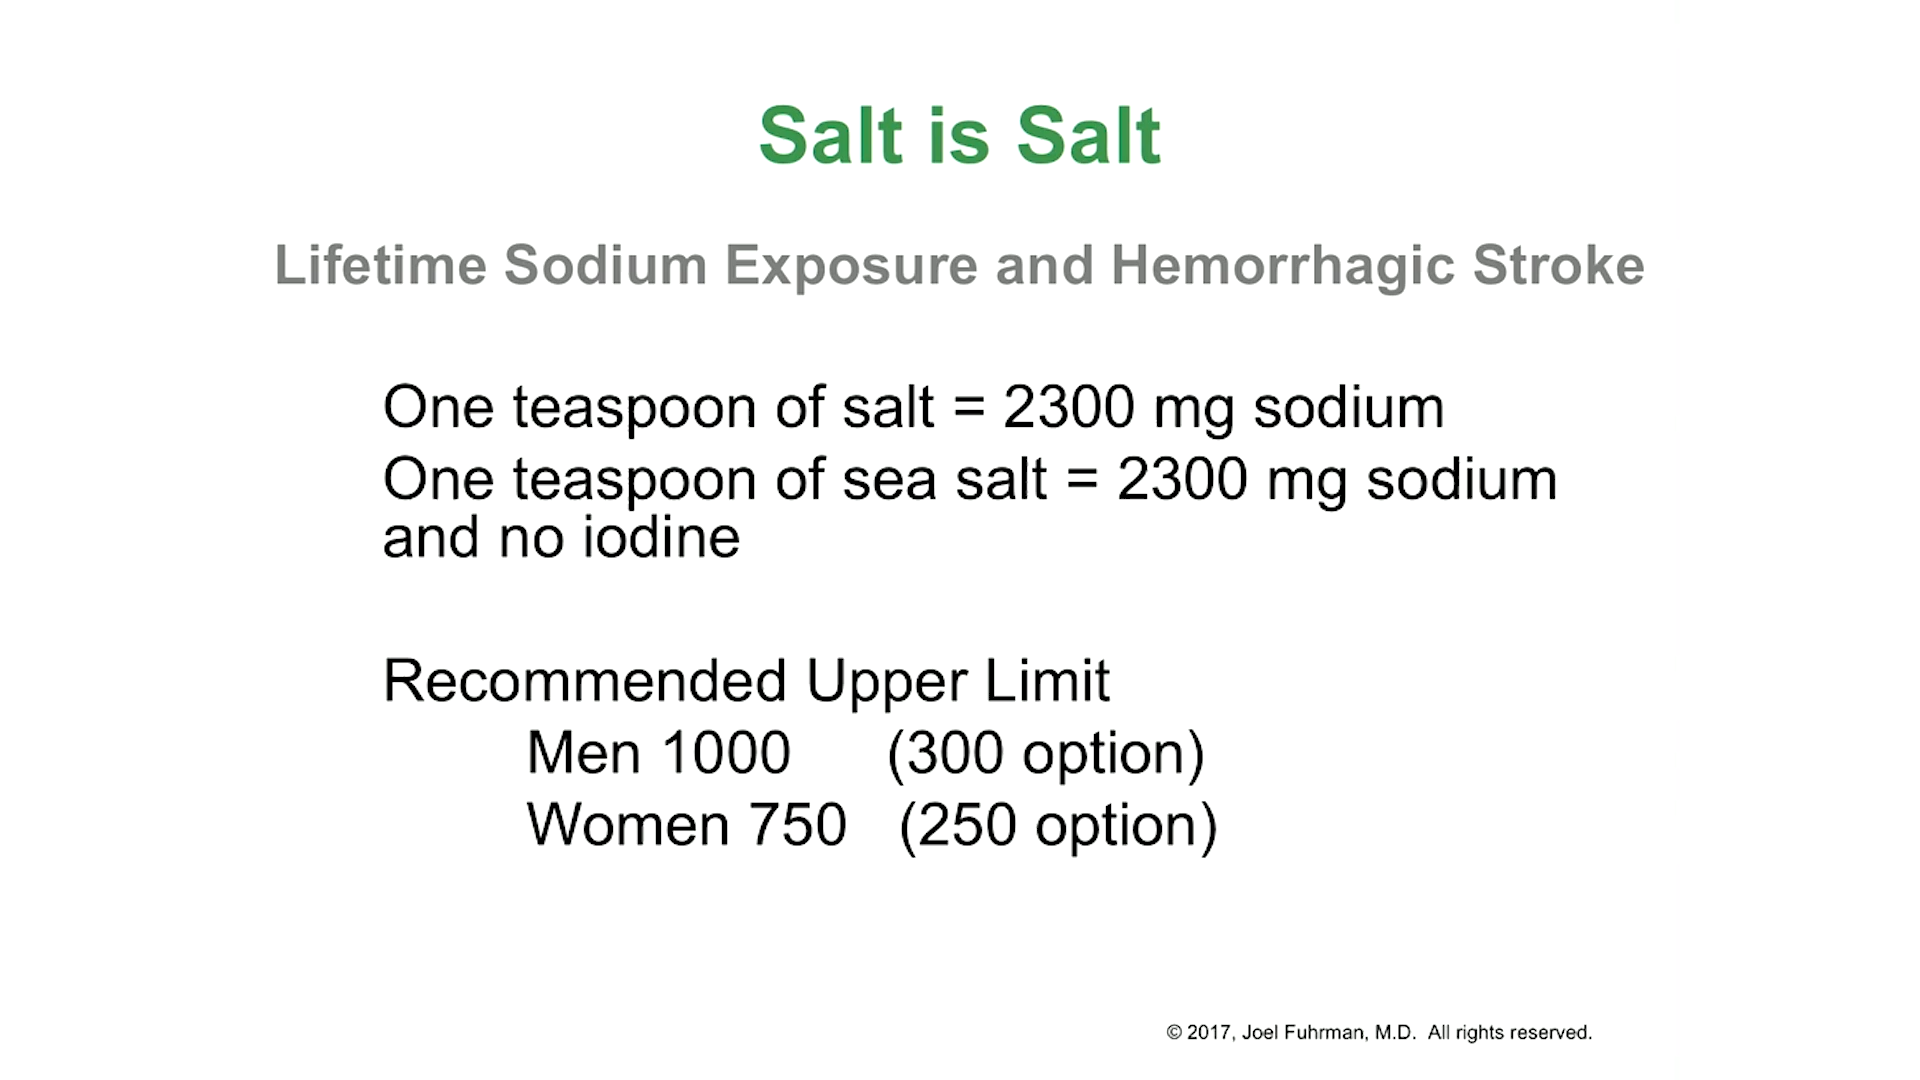 Salt is Salt
Lifetime Sodium Exposure and Hemorrhagic Stroke
One teaspoon of salt = 2300 mg sodium
One teaspoon of sea salt = 2300 mg sodium
and no iodine
Recommended Upper Limit
Men 1000 (300 option)
Women 750 (250 option)
© 2017, Joel Fuhrman, M.D. All rights reserved.